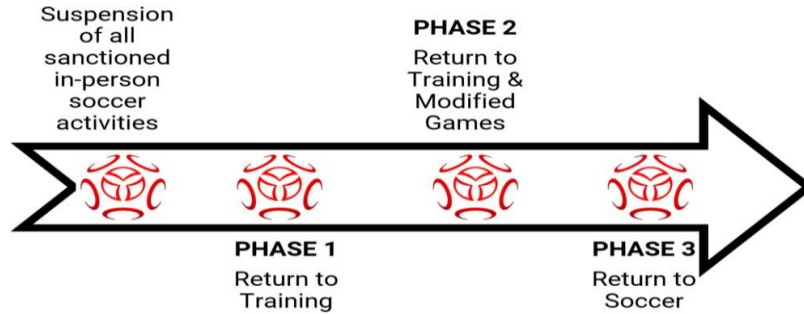 Suspension
of all
sanctioned
in-person
soccer
activities
PHASE 1
Return to
Training
PHASE 2
Return to
Training &
Modified
Games
PHASE 3
Return to
Soccer